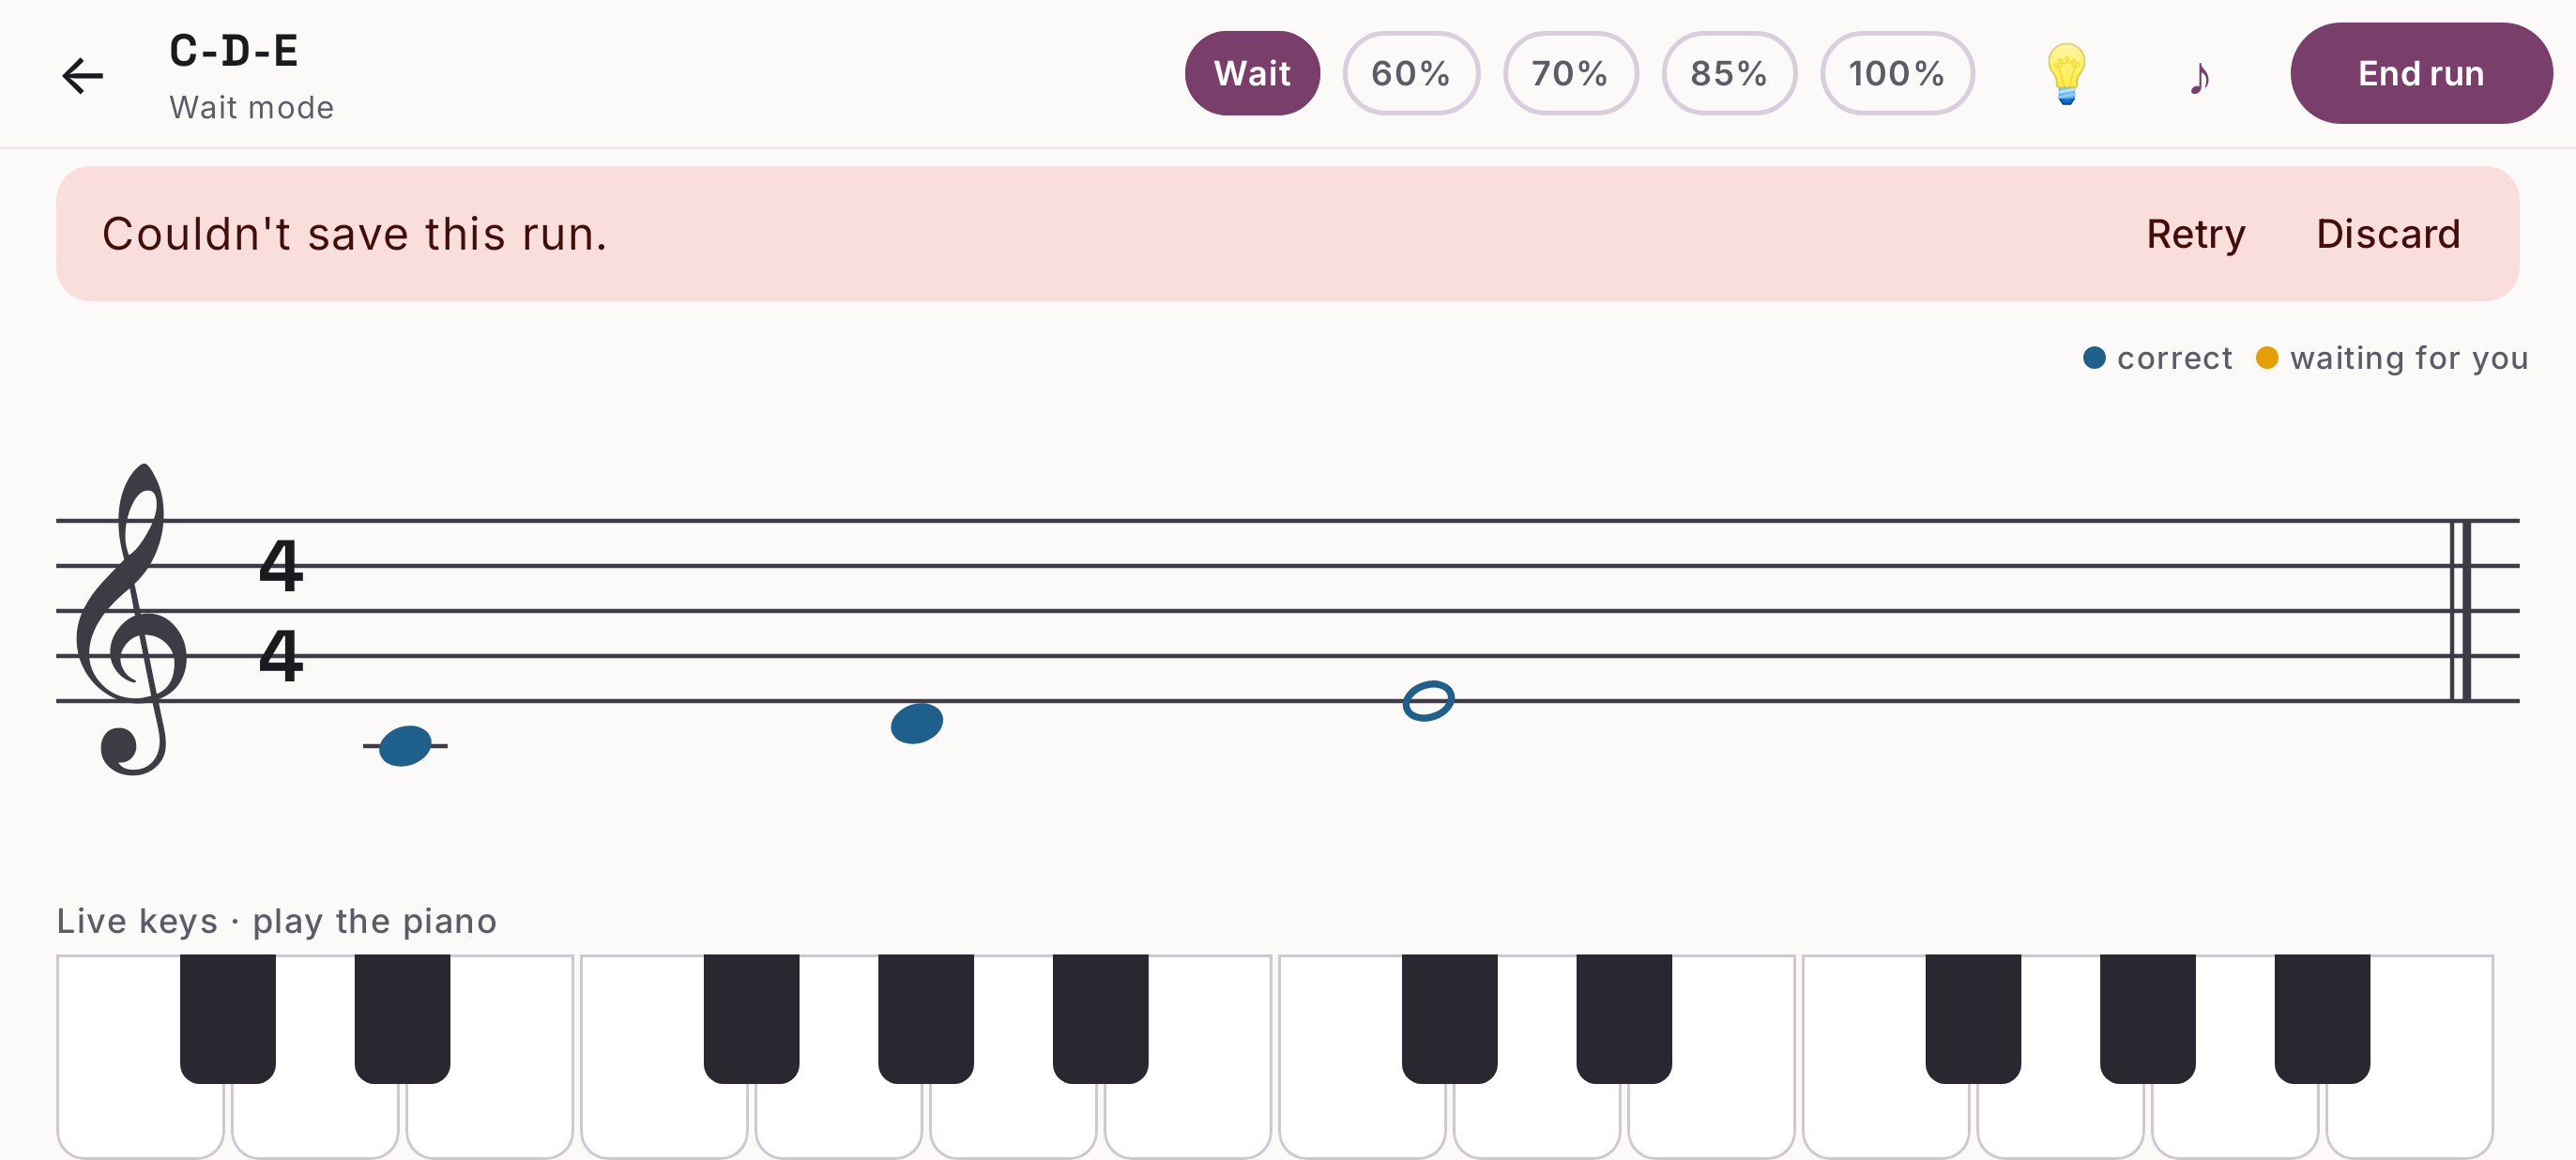 C-D-E
Wait mode
Wait 60% 70% 85% 100% End run
Couldn't save this run. Retry Discard
correct waiting for you
4
4
Live keys · play the piano